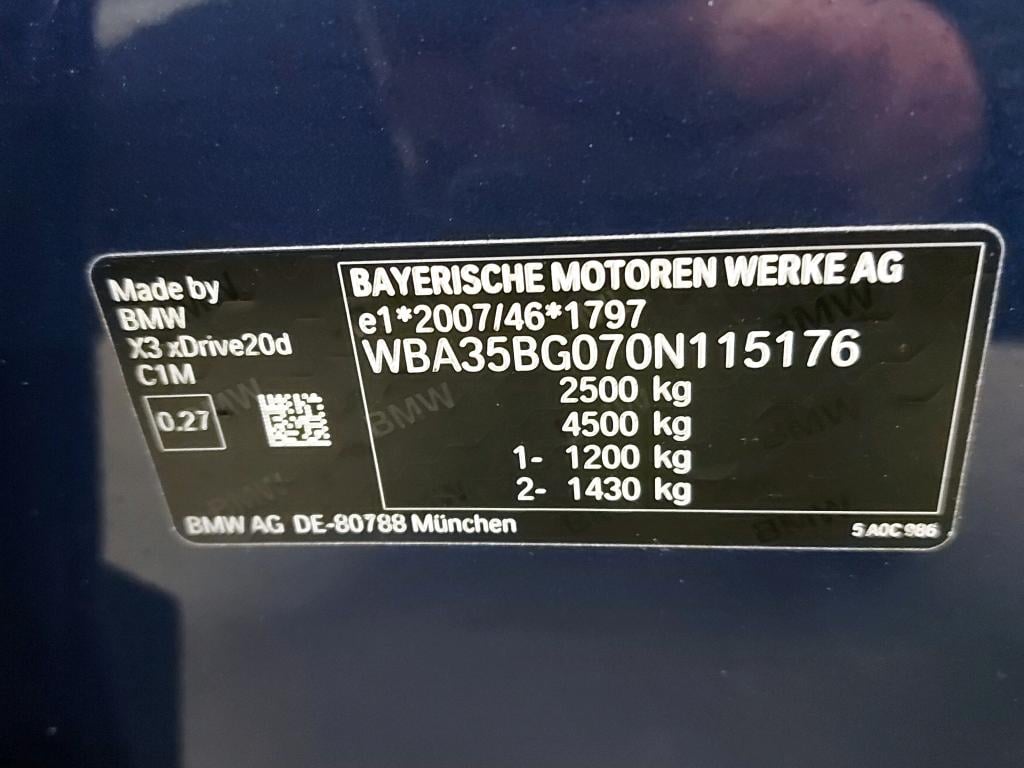 Made by
BMW
X3 xDrive20d
C1M
0.27
BAYERISCHE MOTOREN WERKE AG
e1*2007/46*1797
WBA35BG070N115176
2500 kg
4500 kg
1- 1200 kg
2- 1430 kg
BMW AG DE-80788 München
5 A0C 986